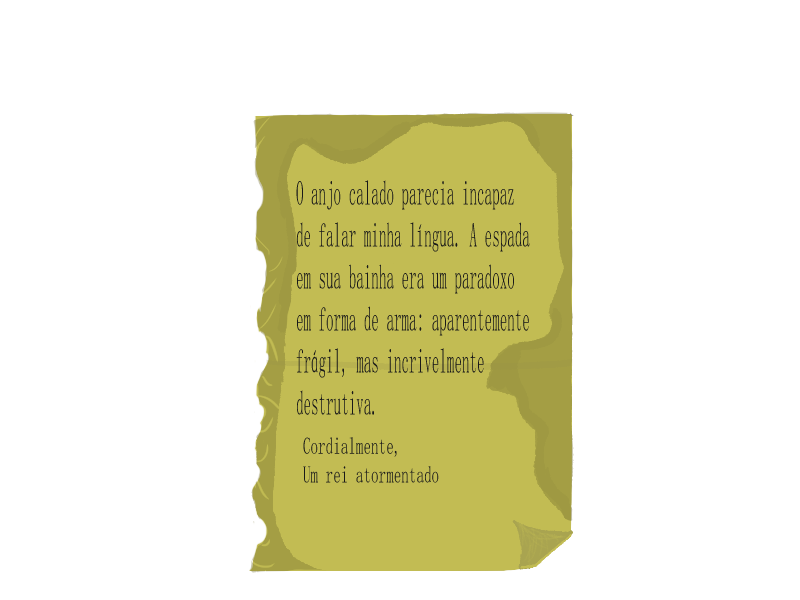 O anjo calado parecia incapaz
de falar minha língua. A espada
em sua bainha era um paradoxo
em forma de arma: aparentemente
frágil, mas incrivelmente
destrutiva.
Cordialmente,
Um rei atormentado